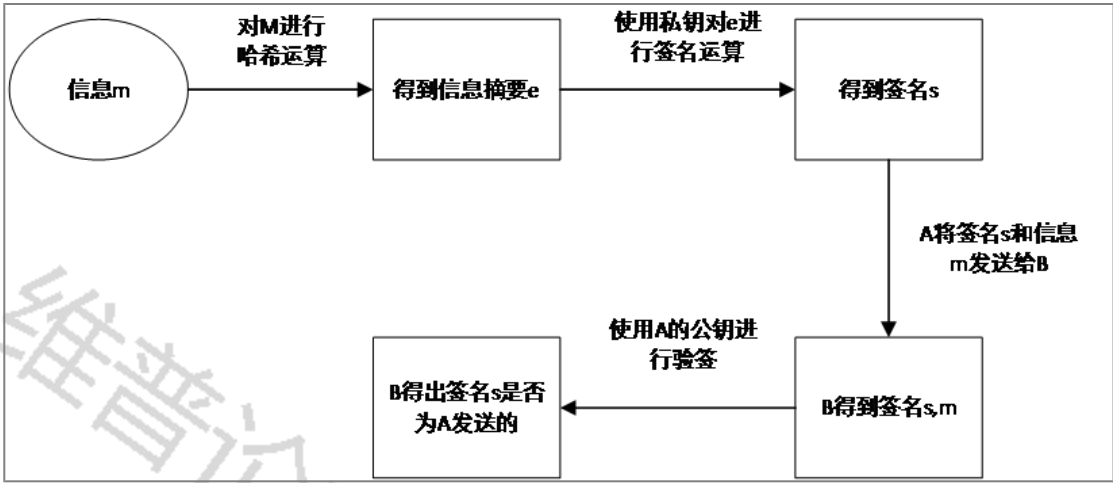 对M进行
哈希运算
使用私钥对e进
行签名运算
信息m
得到信息摘要e
得到签名s
A将签名s和信息
m发送给B
使用A的公钥进
行验签
B得出签名s是否
为A发送的
B得到签名s,m
维普论